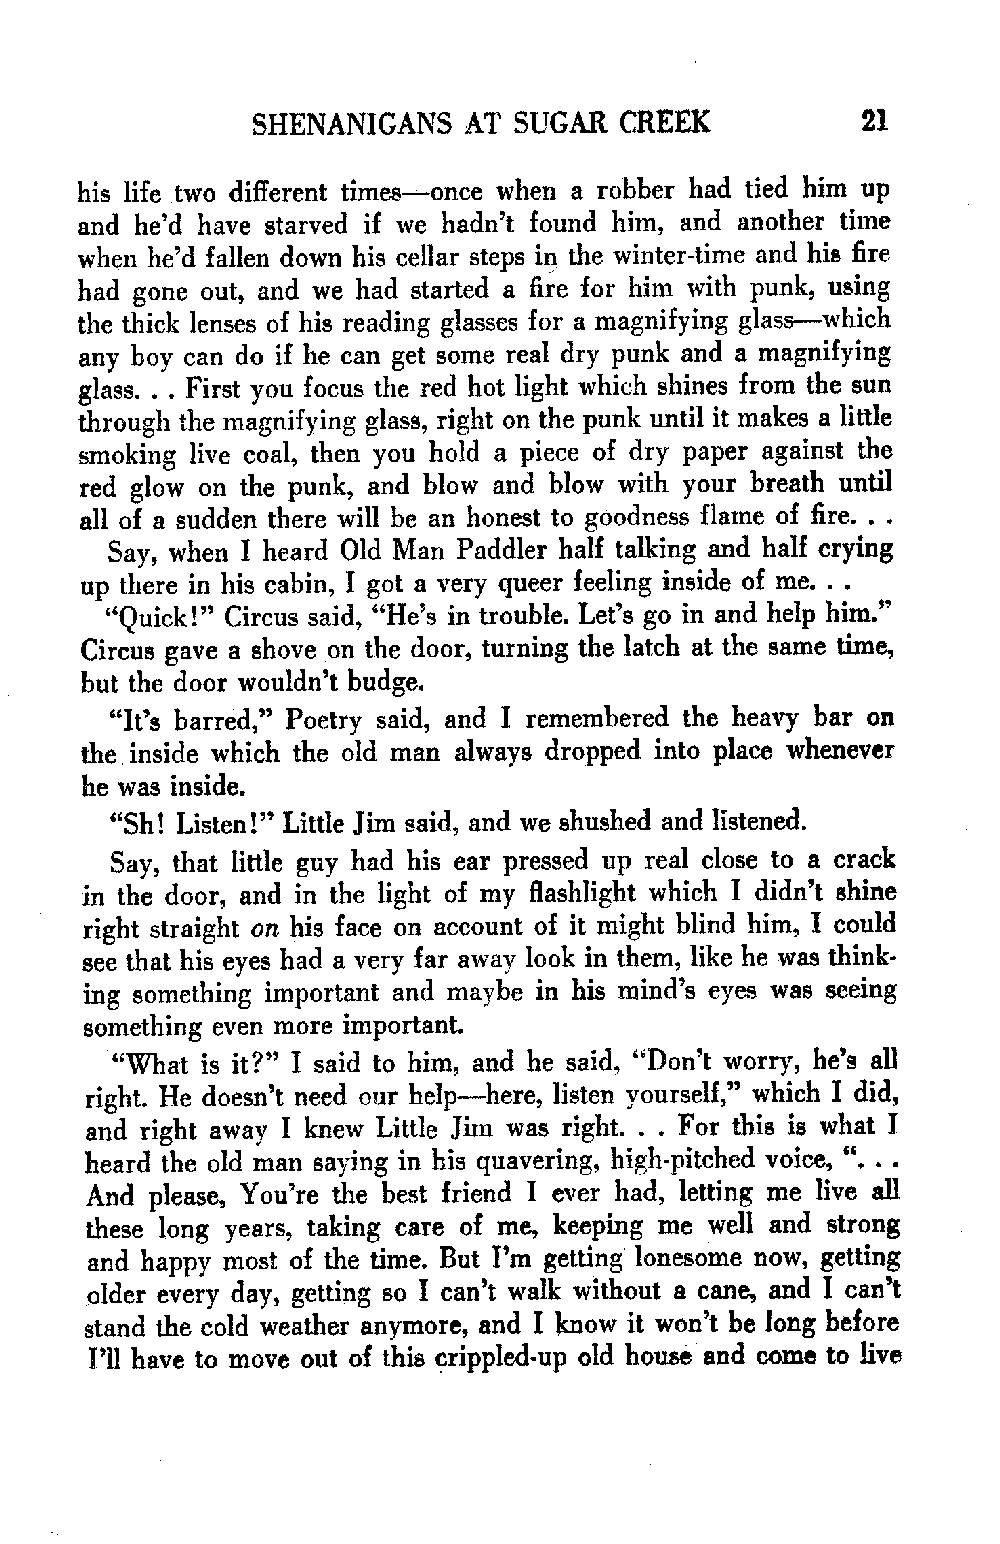 SHENANIGANS AT SUGAR CREEK 21
his life two different times—once when a robber had tied him up
and he'd have starved if we hadn't found him, and another time
when he'd fallen down his cellar steps in the winter-time and his fire
had gone out, and we had started a fire for him with punk, using
the thick lenses of his reading glasses for a magnifying glass—which
any boy can do if he can get some real dry punk and a magnifying
glass. . . First you focus the red hot light which shines from the sun
through the magnifying glass, right on the punk until it makes a little
smoking live coal, then you hold a piece of dry paper against the
red glow on the punk, and blow and blow with your breath until
all of a sudden there will be an honest to goodness flame of fire. . .
Say, when I heard Old Man Paddler half talking and half crying
up there in his cabin, I got a very queer feeling inside of me. . .
"Quick!" Circus said, "He's in trouble. Let's go in and help him."
Circus gave a shove on the door, turning the latch at the same time,
but the door wouldn't budge.
"It's barred," Poetry said, and I remembered the heavy bar on
the inside which the old man always dropped into place whenever
he was inside.
"Sh! Listen!" Little Jim said, and we shushed and listened.
Say, that little guy had his ear pressed up real close to a crack
in the door, and in the light of my flashlight which I didn't shine
right straight on his face on account of it might blind him, I could
see that his eyes had a very far away look in them, like he was think-
ing something important and maybe in his mind's eyes was seeing
something even more important.
"What is it?" I said to him, and he said, "Don't worry, he's all
right. He doesn't need our help—here, listen yourself," which I did,
and right away I knew Little Jim was right. . . For this is what I
heard the old man saying in his quavering, high-pitched voice, ". . .
And please, You're the best friend I ever had, letting me live all
these long years, taking care of me, keeping me well and strong
and happy most of the time. But I'm getting lonesome now, getting
older every day, getting so I can't walk without a cane, and I can't
stand the cold weather anymore, and I know it won't be long before
I'll have to move out of this crippled-up old house and come to live